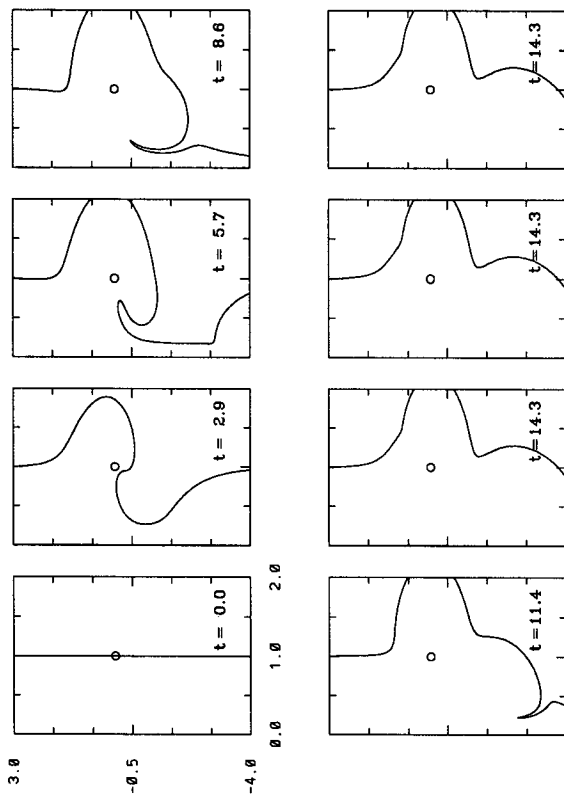 t = 8.6
t = 14.3
t = 5.7
t = 14.3
t = 2.9
t = 14.3
3.0
-0.5
-4.0
t = 0.0
0.0
1.0
2.0
t = 11.4